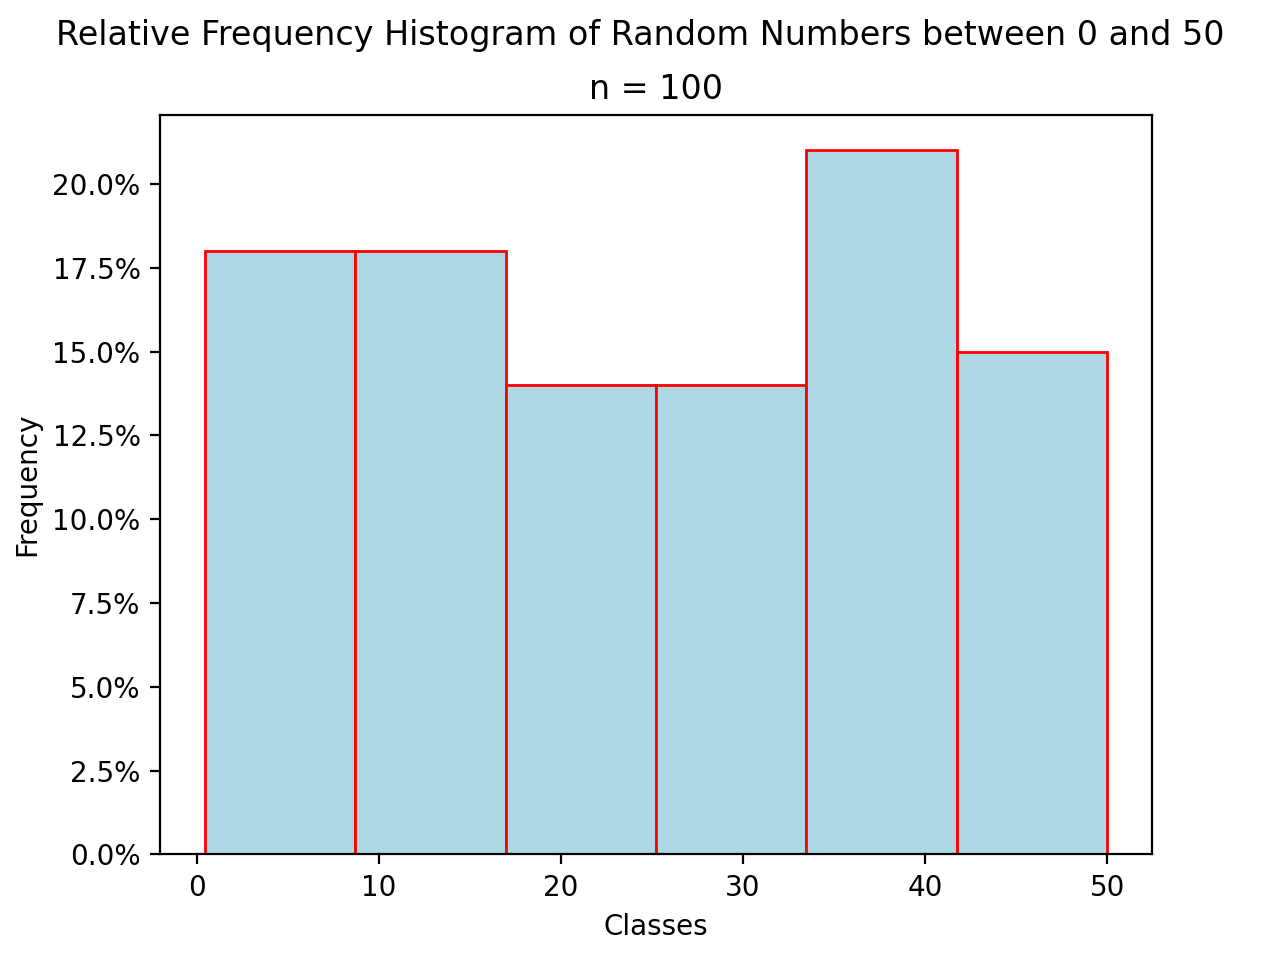 Relative Frequency Histogram of Random Numbers between 0 and 50
n = 100
20.0%
17.5%
15.0%
12.5%
10.0%
7.5%
5.0%
2.5%
0.0%
Frequency
0 10 20 30 40 50
Classes